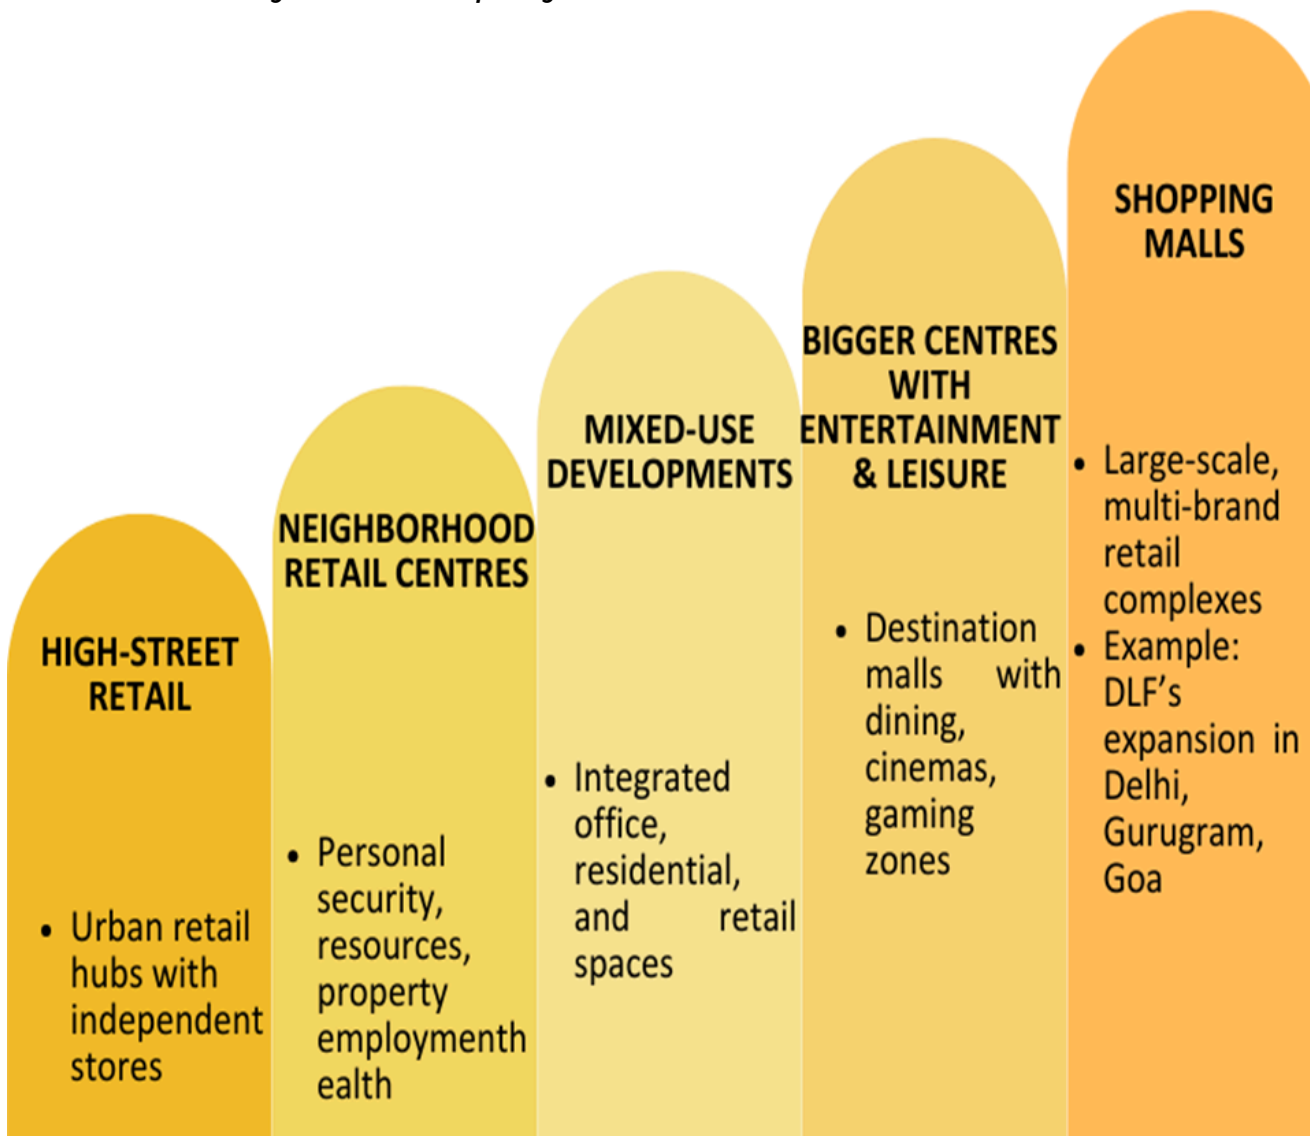 HIGH-STREET
RETAIL
• Urban retail
hubs with
independent
stores
NEIGHBORHOOD
RETAIL CENTRES
• Personal
security,
resources,
property
employmenth
ealth
MIXED-USE
DEVELOPMENTS
• Integrated
office,
residential,
and retail
spaces
BIGGER CENTRES
WITH
ENTERTAINMENT
& LEISURE
• Destination
malls with
dining,
cinemas,
gaming
zones
SHOPPING
MALLS
• Large-scale,
multi-brand
retail
complexes
• Example:
DLF’s
expansion in
Delhi,
Gurugram,
Goa